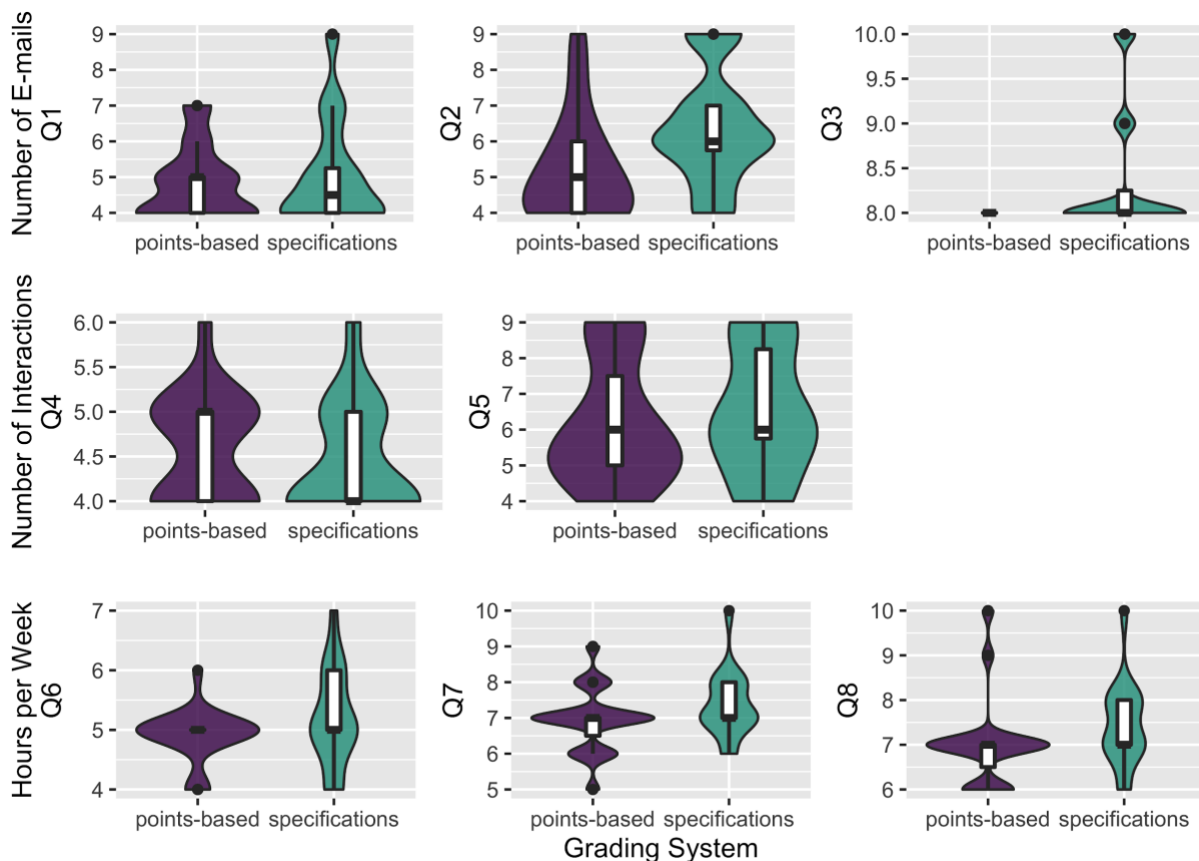 Number of E-mails
Q1
9
8
7
6
5
4
points-based specifications
Q2
9
8
7
6
5
4
points-based specifications
Q3
10.0
9.5
9.0
8.5
8.0
points-based specifications
Number of Interactions
Q4
6.0
5.5
5.0
4.5
4.0
points-based specifications
Q5
9
8
7
6
5
4
points-based specifications
Hours per Week
Q6
7
6
5
4
points-based specifications
Q7
10
9
8
7
6
5
points-based specifications
Q8
10
9
8
7
6
points-based specifications
Grading System